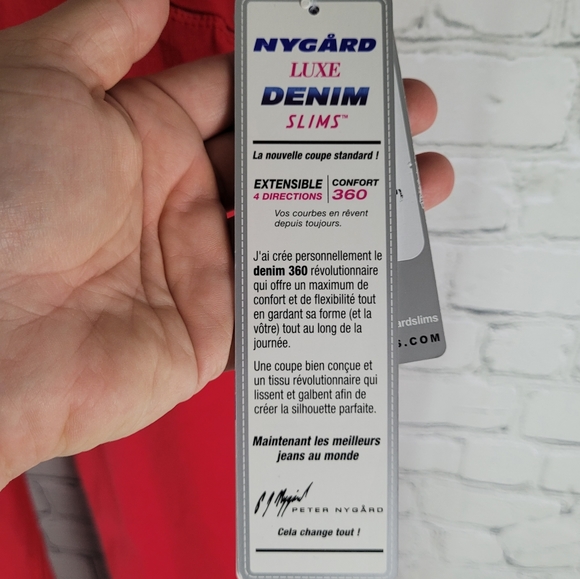 NYGÅRD
LUXE
DENIM
SLIMS™
La nouvelle coupe standard !
EXTENSIBLE
4 DIRECTIONS
CONFORT
360
Vos courbes en rêvent
depuis toujours.
J'ai crée personnellement le
denim 360 révolutionnaire
qui offre un maximum de
confort et de flexibilité tout
en gardant sa forme (et la
vôtre) tout au long de la
journée.
Une coupe bien conçue et
un tissu révolutionnaire qui
lissent et galbent afin de
créer la silhouette parfaite.
Maintenant les meilleurs
jeans au monde
PETER NYGÅRD
Cela change tout !
ardslims
S.COM